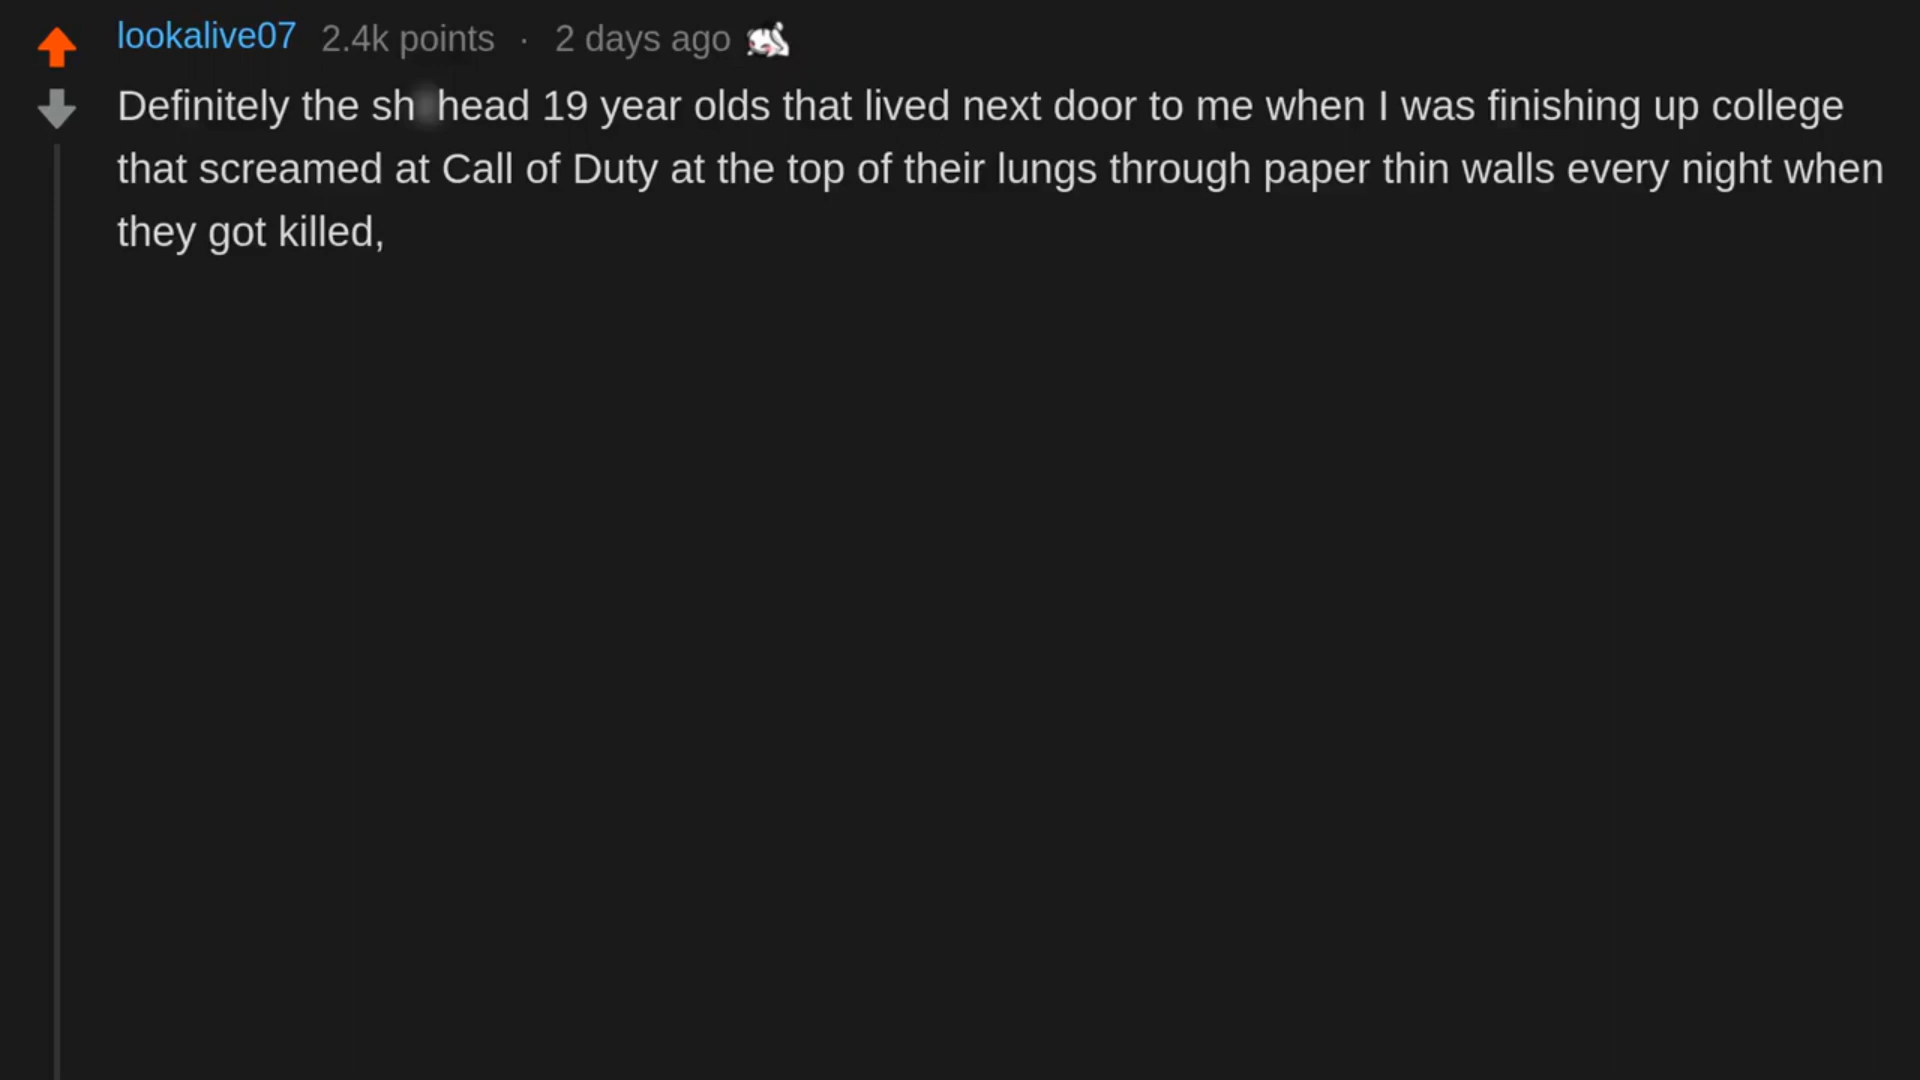 lookalive07 2.4k points · 2 days ago
Definitely the sh head 19 year olds that lived next door to me when I was finishing up college
that screamed at Call of Duty at the top of their lungs through paper thin walls every night when
they got killed,